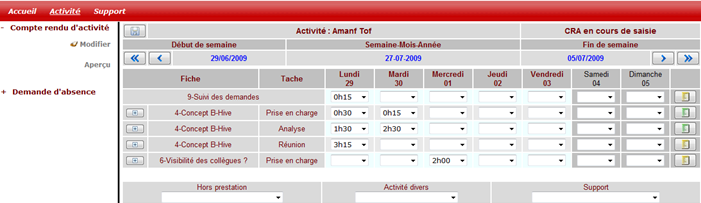 Accueil Activité Support
- Compte rendu d'activité
Modifier
Aperçu
+ Demande d'absence
Activité : Amanf Tof CRA en cours de saisie
Début de semaine Semaine-Mois-Année Fin de semaine
29/06/2009 27-07-2009 05/07/2009
Fiche Tache Lundi 29 Mardi 30 Mercredi 01 Jeudi 02 Vendredi 03 Samedi 04 Dimanche 05
9-Suivi des demandes 0h15
4-Concept B-Hive Prise en charge 0h30 0h15
4-Concept B-Hive Analyse 1h30 2h30
4-Concept B-Hive Réunion 3h15
6-Visibilité des collègues ? Prise en charge 2h00
Hors prestation Activité divers Support